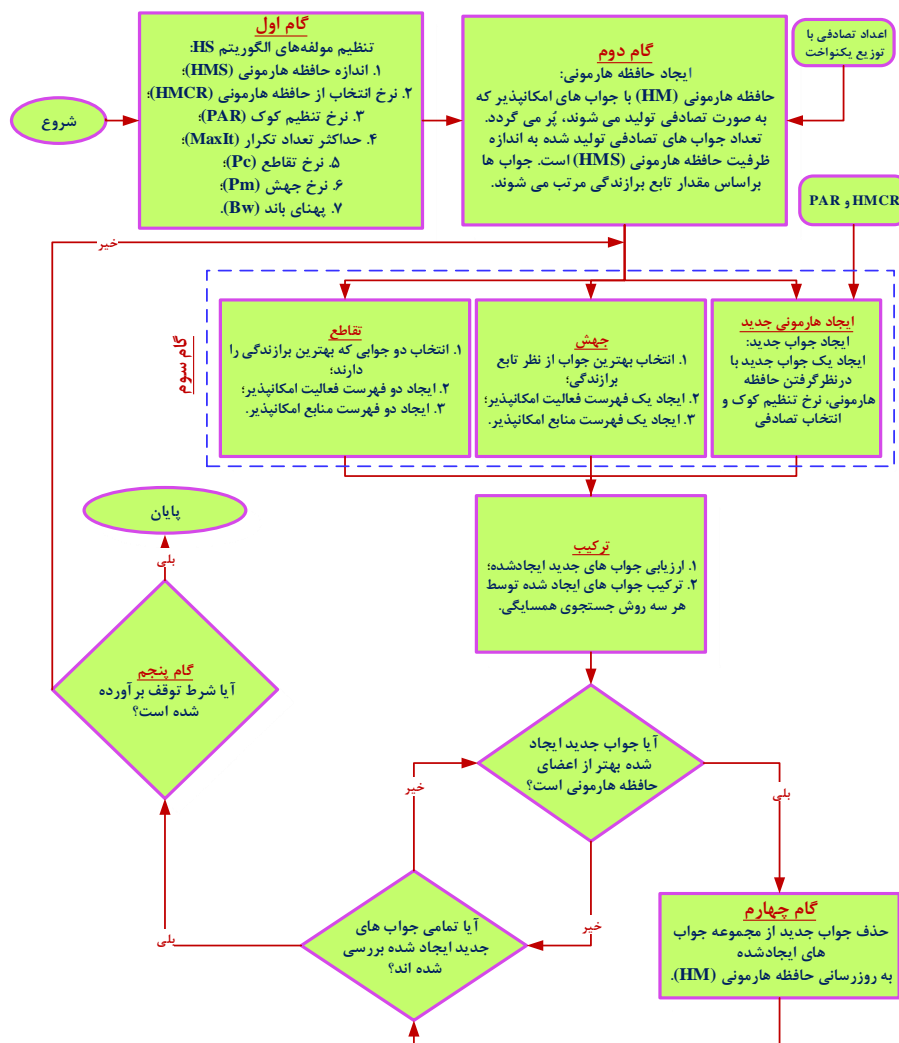 شروع
گام اول
تنظیم مولفه‌های الگوریتم HS:
۱. اندازه حافظه هارمونی (HMS)؛
۲. نرخ انتخاب از حافظه هارمونی (HMCR)؛
۳. نرخ تنظیم کوک (PAR)؛
۴. حداکثر تعداد تکرار (MaxIt)؛
۵. نرخ تقاطع (Pc)؛
۶. نرخ جهش (Pm)؛
۷. پهنای باند (Bw).
گام دوم
ایجاد حافظه هارمونی:
حافظه هارمونی (HM) با جواب های امکانپذیر که
به صورت تصادفی تولید می شوند، پُر می گردد.
تعداد جواب های تصادفی تولید شده به اندازه
ظرفیت حافظه هارمونی (HMS) است. جواب ها
براساس مقدار تابع برازندگی مرتب می شوند.
اعداد تصادفی با
توزیع یکنواخت
HMCR و PAR
خیر
گام سوم
ایجاد هارمونی جدید
ایجاد جواب جدید:
ایجاد یک جواب جدید با
درنظرگرفتن حافظه
هارمونی، نرخ تنظیم کوک و
انتخاب تصادفی
جهش
۱. انتخاب بهترین جواب از نظر تابع
برازندگی؛
۲. ایجاد یک فهرست فعالیت امکانپذیر؛
۳. ایجاد یک فهرست منابع امکانپذیر.
تقاطع
۱. انتخاب دو جوابی که بهترین برازندگی را
دارند؛
۲. ایجاد دو فهرست فعالیت امکانپذیر؛
۳. ایجاد دو فهرست منابع امکانپذیر.
ترکیب
۱. ارزیابی جواب های جدید ایجادشده؛
۲. ترکیب جواب های ایجاد شده توسط
هر سه روش جستجوی همسایگی.
آیا جواب جدید ایجاد
شده بهتر از اعضای
حافظه هارمونی است؟
بلی
خیر
گام چهارم
حذف جواب جدید از مجموعه جواب
های ایجادشده
به روزرسانی حافظه هارمونی (HM).
آیا تمامی جواب های
جدید ایجاد شده بررسی
شده اند؟
خیر
بلی
گام پنجم
آیا شرط توقف برآورده
شده است؟
بلی
پایان